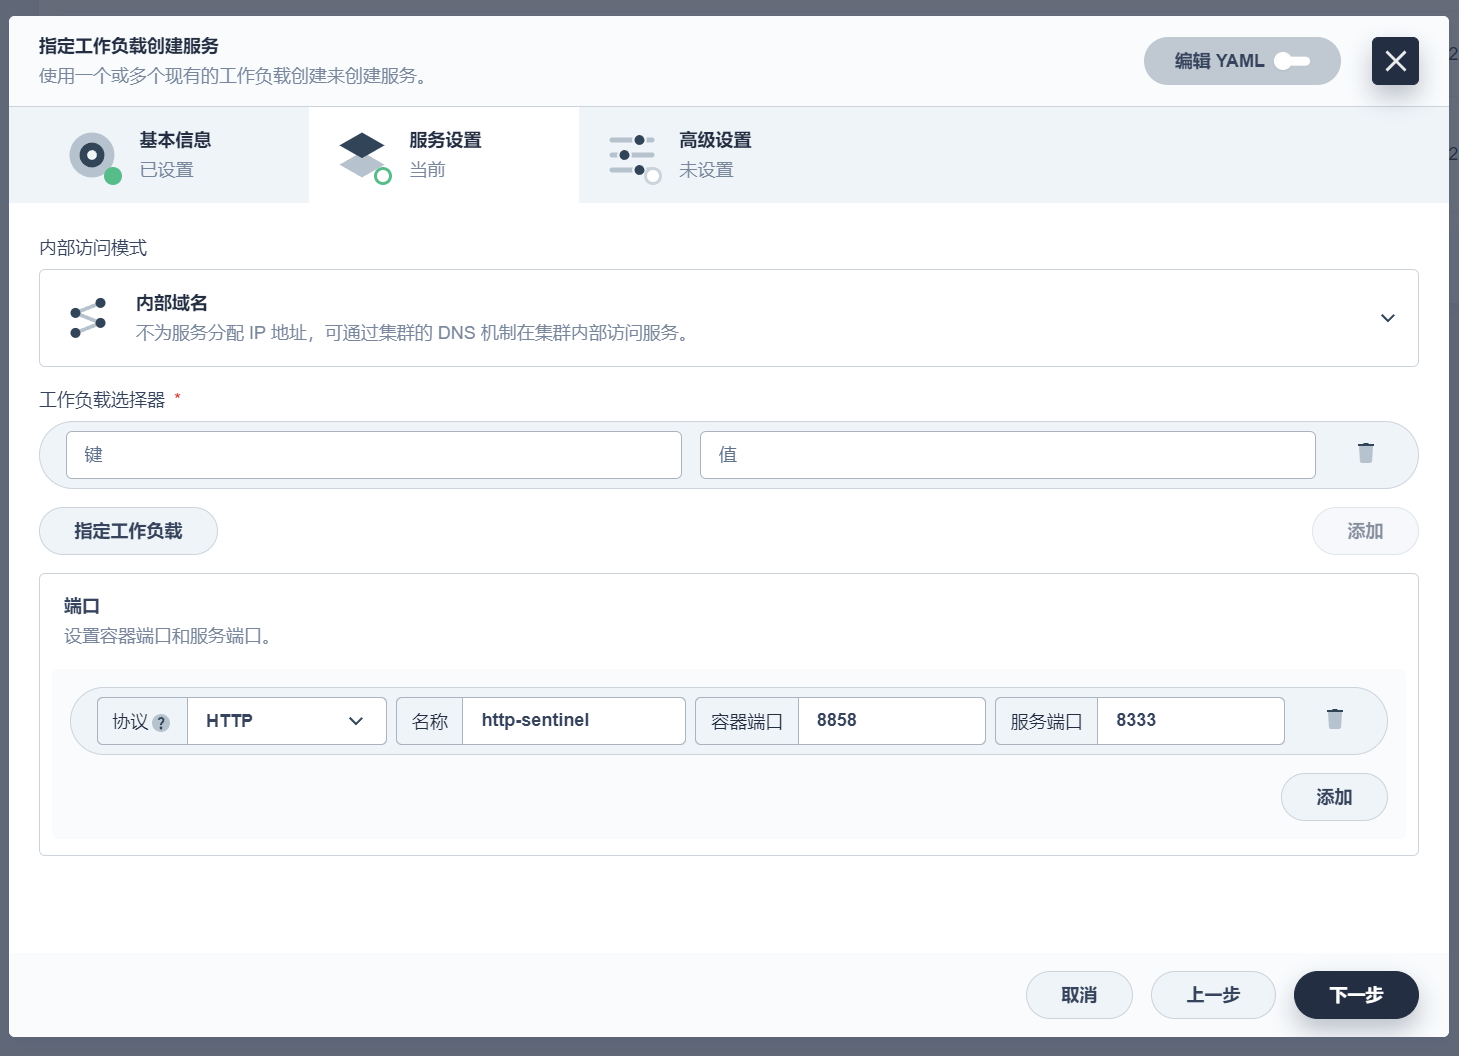 指定工作负载创建服务
使用一个或多个现有的工作负载创建来创建服务。
编辑 YAML
基本信息
已设置
服务设置
当前
高级设置
未设置
内部访问模式
内部域名
不为服务分配 IP 地址，可通过集群的 DNS 机制在集群内部访问服务。
工作负载选择器 *
键
值
指定工作负载
添加
端口
设置容器端口和服务端口。
协议 ? HTTP 名称 http-sentinel 容器端口 8858 服务端口 8333
添加
取消
上一步
下一步
2
2